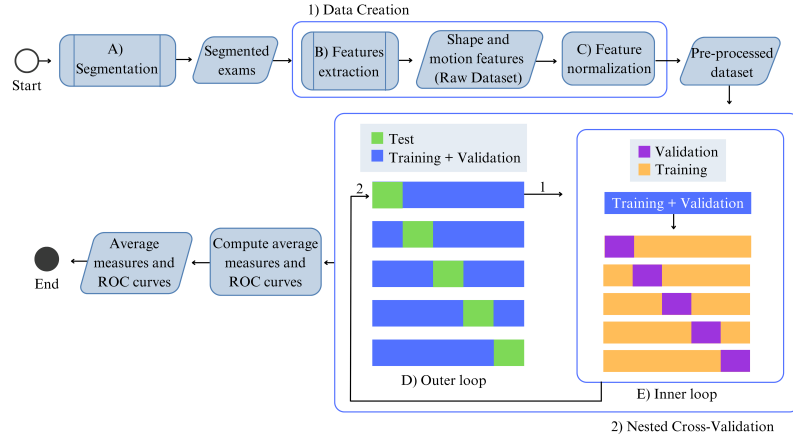 1) Data Creation
Start
A)
Segmentation
Segmented
exams
B) Features
extraction
Shape and
motion features
(Raw Dataset)
C) Feature
normalization
Pre-processed
dataset
Test
Training + Validation
2
1
D) Outer loop
Validation
Training
Training + Validation
E) Inner loop
2) Nested Cross-Validation
Compute average
measures and
ROC curves
Average
measures and
ROC curves
End